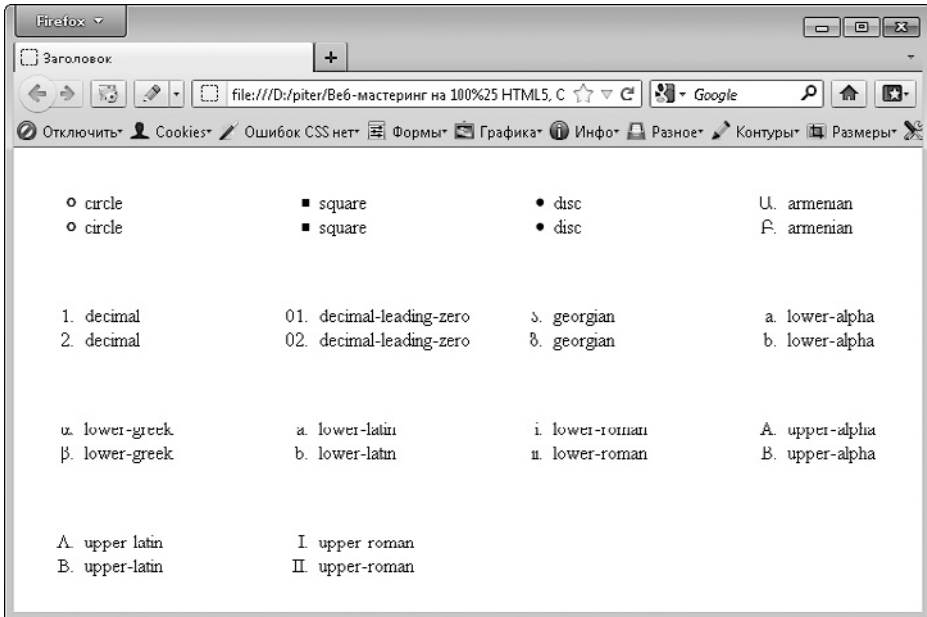 Firefox
Заголовок
file:///D:/piter/Веб-мастеринг на 100%25 HTML5, C Google
Отключить Cookies Ошибок CSS нет Формы Графика Инфо Разное Контуры Размеры
circle square disc Ա. armenian
circle square disc Բ. armenian
1. decimal 01. decimal-leading-zero ა. georgian a. lower-alpha
2. decimal 02. decimal-leading-zero ბ. georgian b. lower-alpha
α. lower-greek a. lower-latin i. lower-roman A. upper-alpha
β. lower-greek b. lower-latin ii. lower-roman B. upper-alpha
A. upper-latin I. upper-roman
B. upper-latin II. upper-roman